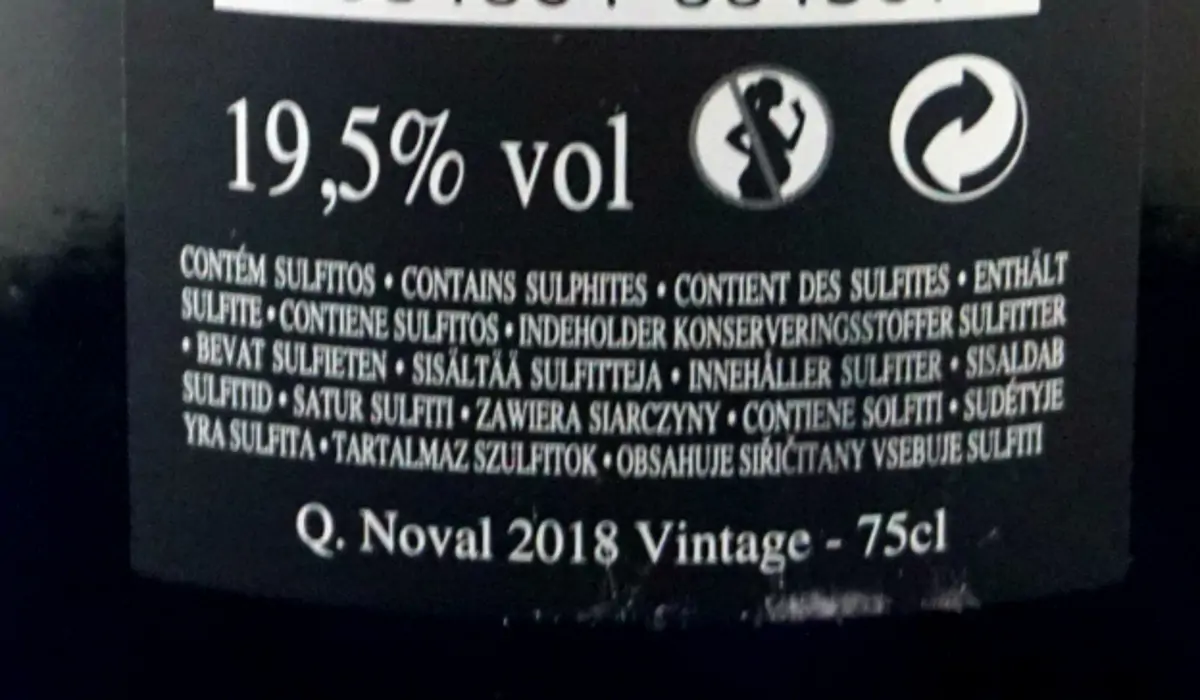 19,5% vol
CONTÉM SULFITOS • CONTAINS SULPHITES • CONTIENT DES SULFITES • ENTHÄLT
SULFITE • CONTIENE SULFITOS • INDEHOLDER KONSERVERINGSSTOFFER SULFITTER
• BEVAT SULFIETEN • SISÄLTÄÄ SULFITTEJA • INNEHÅLLER SULFITER • SISALDAB
SULFITID • SATUR SULFITI • ZAWIERA SIARCZYNY • CONTIENE SOLFITI • SUDÉTYJE
YRA SULFITA • TARTALMAZ SZULFITOK • OBSAHUJE SIŘIČITANY VSEBUJE SULFITI
Q. Noval 2018 Vintage - 75cl